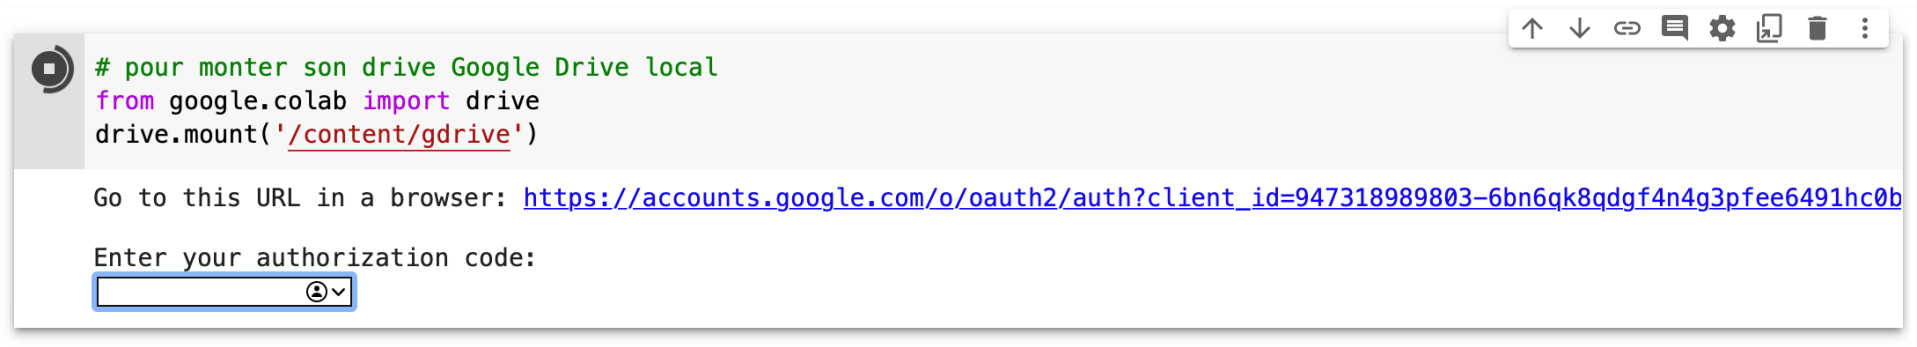 # pour monter son drive Google Drive local
from google.colab import drive
drive.mount('/content/gdrive')
Go to this URL in a browser: https://accounts.google.com/o/oauth2/auth?client_id=947318989803-6bn6qk8qdgf4n4g3pfee6491hc0b
Enter your authorization code: